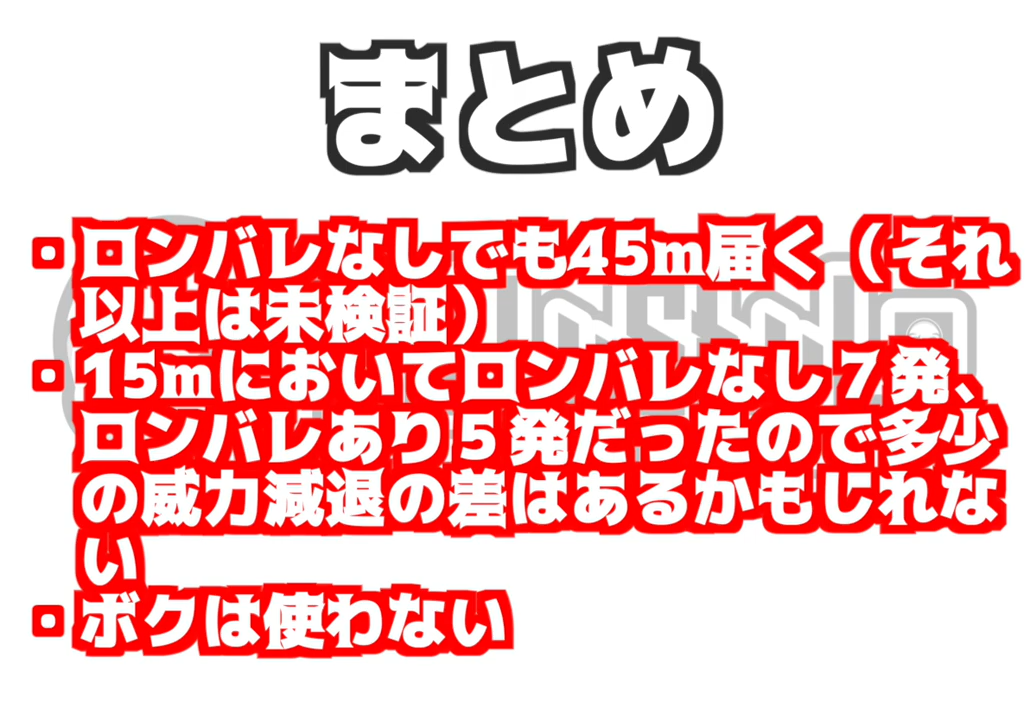 まとめ
・ロンバレなしでも45m届く（それ
以上は未検証）
・15mにおいてロンバレなし７発、
ロンバレあり５発だったので多少
の威力減退の差はあるかもしれな
い
・ボクは使わない